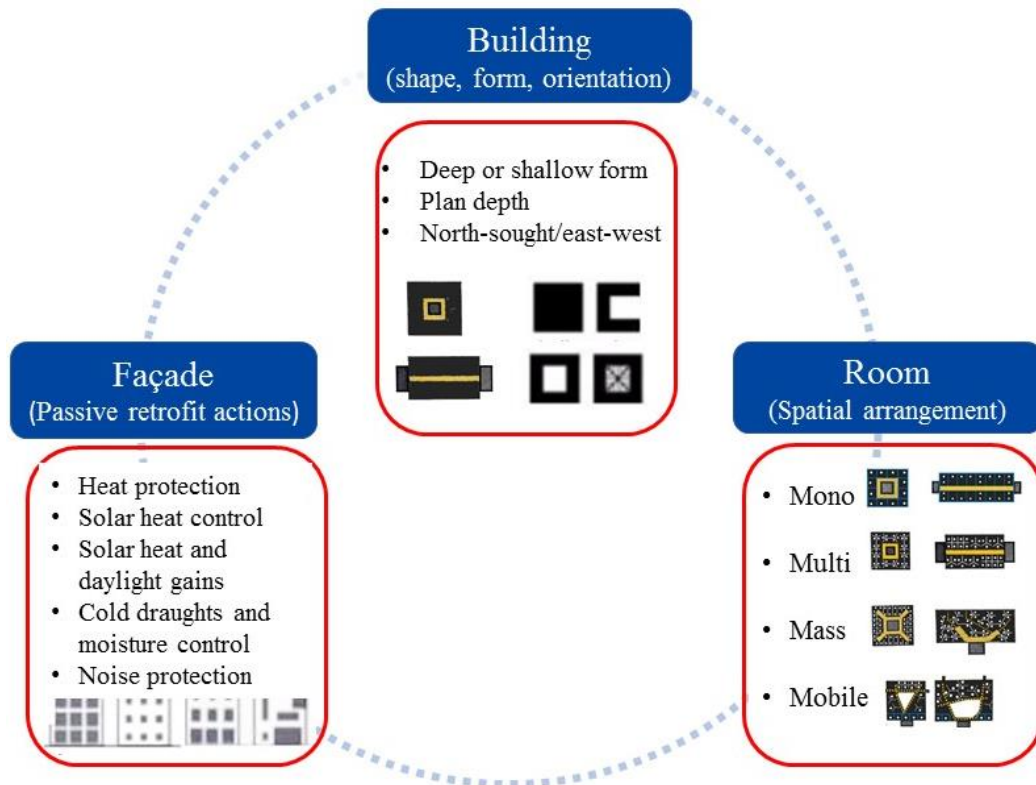 Building
(shape, form, orientation)
• Deep or shallow form
• Plan depth
• North-sought/east-west
Façade
(Passive retrofit actions)
• Heat protection
• Solar heat control
• Solar heat and
daylight gains
• Cold draughts and
moisture control
• Noise protection
Room
(Spatial arrangement)
• Mono
• Multi
• Mass
• Mobile